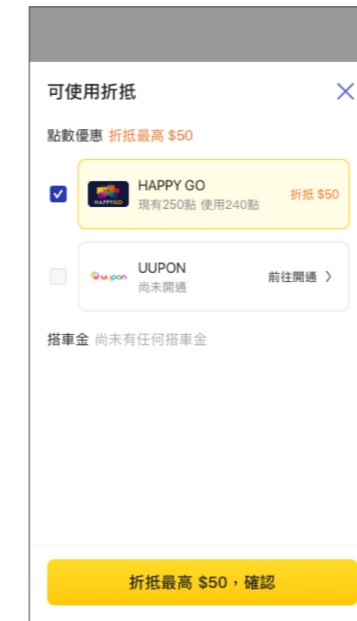 可使用折抵
點數優惠 折抵最高 $50
HAPPY GO
現有250點 使用240點
折抵 $50
HAPPYGO
UUPON
尚未開通
前往開通 〉
uupon
搭車金 尚未有任何搭車金
折抵最高 $50，確認